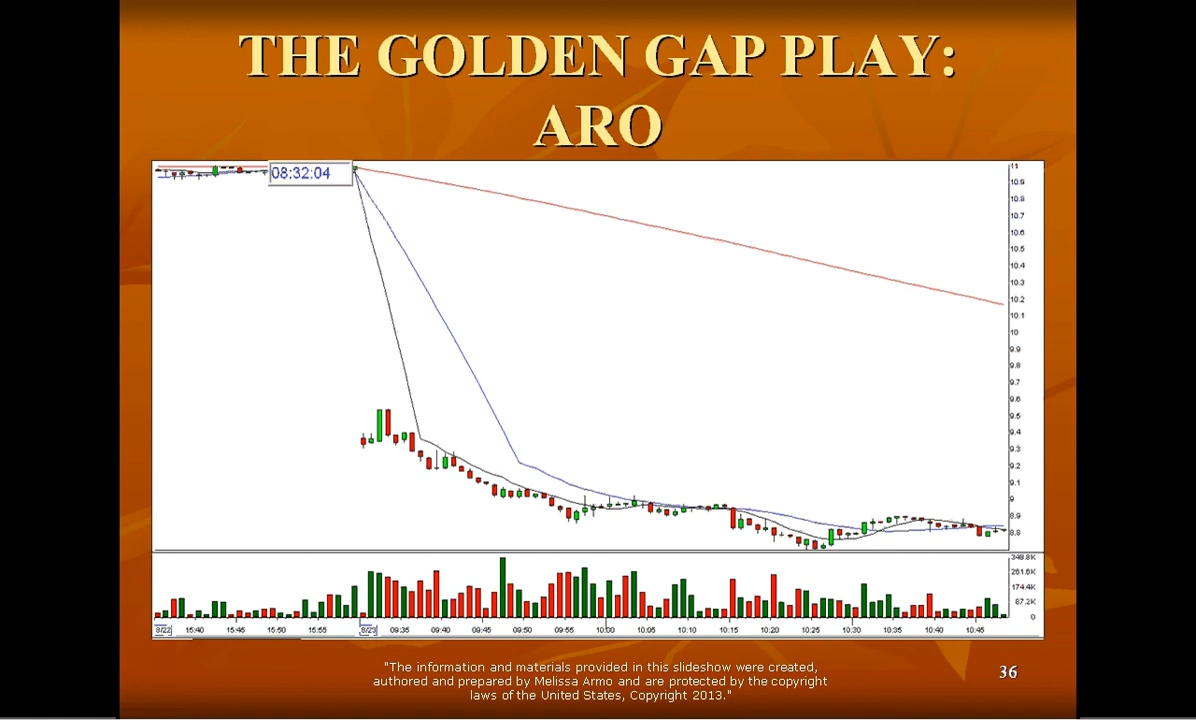 THE GOLDEN GAP PLAY:
ARO
08:32:04
11
10.9
10.8
10.7
10.6
10.5
10.4
10.3
10.2
10.1
10
9.9
9.8
9.7
9.6
9.5
9.4
9.3
9.2
9.1
9
8.9
8.8
348.8K
261.6K
174.4K
87.2K
0
8/22 15:40 15:45 15:50 15:55 8/23 09:35 09:40 09:45 09:50 09:55 10:00 10:05 10:10 10:15 10:20 10:25 10:30 10:35 10:40 10:45
"The information and materials provided in this slideshow were created,
authored and prepared by Melissa Armo and are protected by the copyright
laws of the United States, Copyright 2013."
36